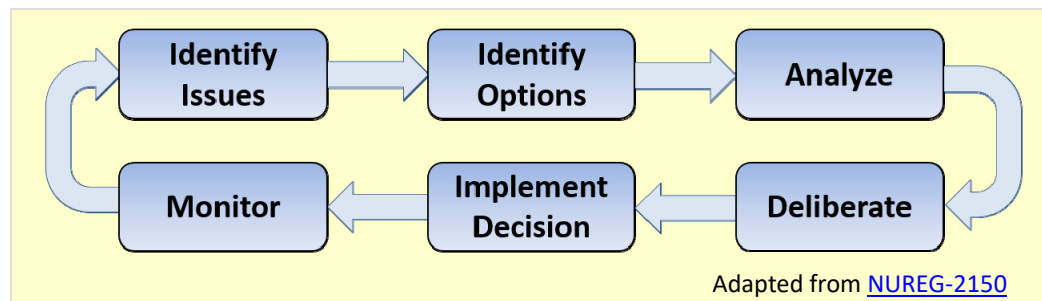 Identify
Issues
Identify
Options
Analyze
Monitor
Implement
Decision
Deliberate
Adapted from NUREG-2150